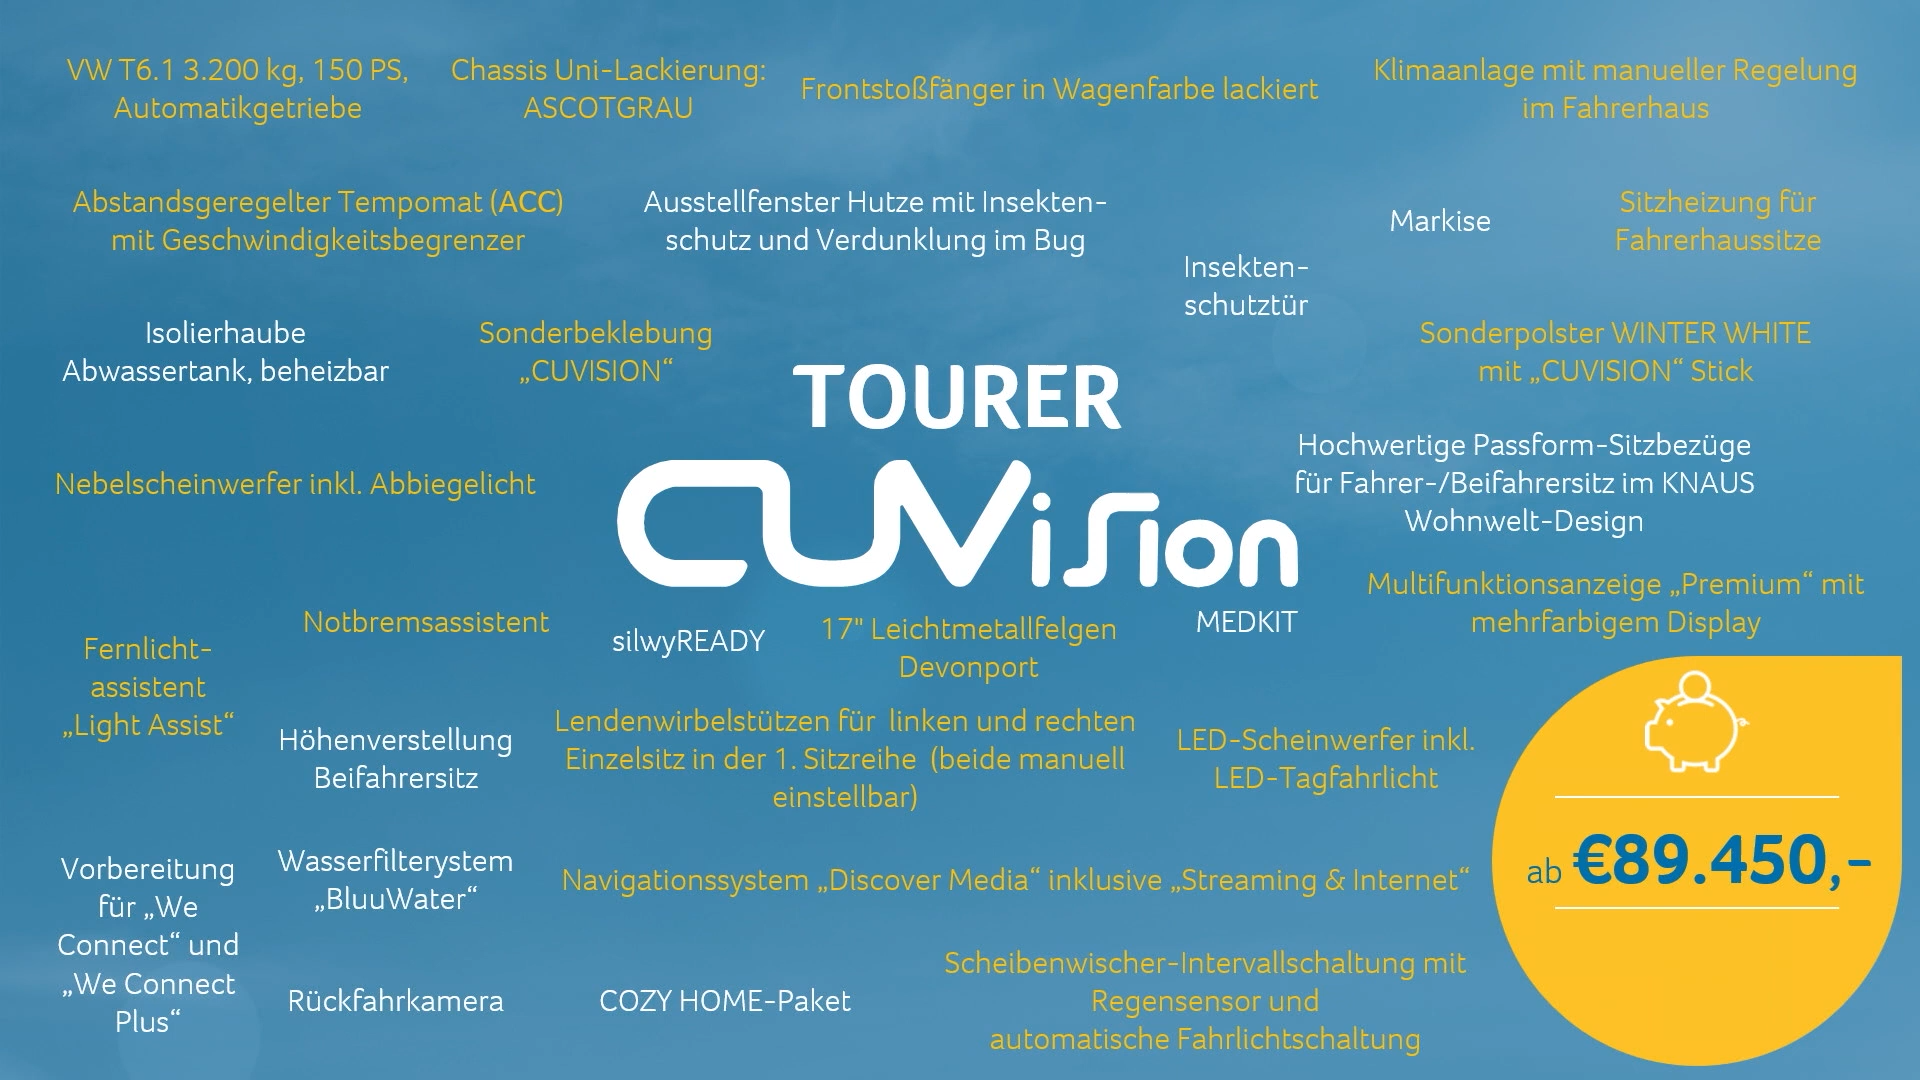 VW T6.1 3.200 kg, 150 PS,
Automatikgetriebe
Chassis Uni-Lackierung:
ASCOTGRAU
Frontstoßfänger in Wagenfarbe lackiert
Klimaanlage mit manueller Regelung
im Fahrerhaus
Abstandsgeregelter Tempomat (ACC)
mit Geschwindigkeitsbegrenzer
Ausstellfenster Hutze mit Insekten-
schutz und Verdunklung im Bug
Insekten-
schutztür
Markise
Sitzheizung für
Fahrerhaussitze
Isolierhaube
Abwassertank, beheizbar
Sonderbeklebung
„CUVISION“
Sonderpolster WINTER WHITE
mit „CUVISION“ Stick
TOURER
CUVision
Nebelscheinwerfer inkl. Abbiegelicht
Hochwertige Passform-Sitzbezüge
für Fahrer-/Beifahrersitz im KNAUS
Wohnwelt-Design
Multifunktionsanzeige „Premium“ mit
mehrfarbigem Display
Fernlicht-
assistent
„Light Assist“
Notbremsassistent
silwyREADY
17" Leichtmetallfelgen
Devonport
MEDKIT
Höhenverstellung
Beifahrersitz
Lendenwirbelstützen für linken und rechten
Einzelsitz in der 1. Sitzreihe (beide manuell
einstellbar)
LED-Scheinwerfer inkl.
LED-Tagfahrlicht
ab €89.450,-
Vorbereitung
für „We
Connect“ und
„We Connect
Plus“
Wasserfilterystem
„BluuWater“
Navigationssystem „Discover Media“ inklusive „Streaming & Internet“
Rückfahrkamera
COZY HOME-Paket
Scheibenwischer-Intervallschaltung mit
Regensensor und
automatische Fahrlichtschaltung